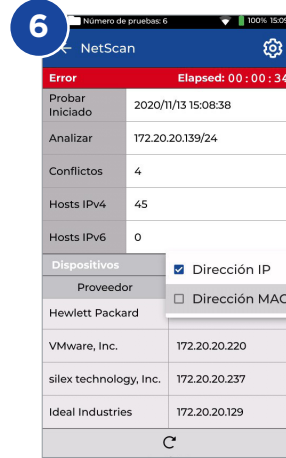 6
Número de pruebas: 6 100% 15:09
NetScan
Error Elapsed: 00:00:34
Probar Iniciado 2020/11/13 15:08:38
Analizar 172.20.20.139/24
Conflictos 4
Hosts IPv4 45
Hosts IPv6 0
Dispositivos
Dirección IP
Proveedor
Dirección MAC
Hewlett Packard
VMware, Inc. 172.20.20.220
silex technology, Inc. 172.20.20.237
Ideal Industries 172.20.20.129